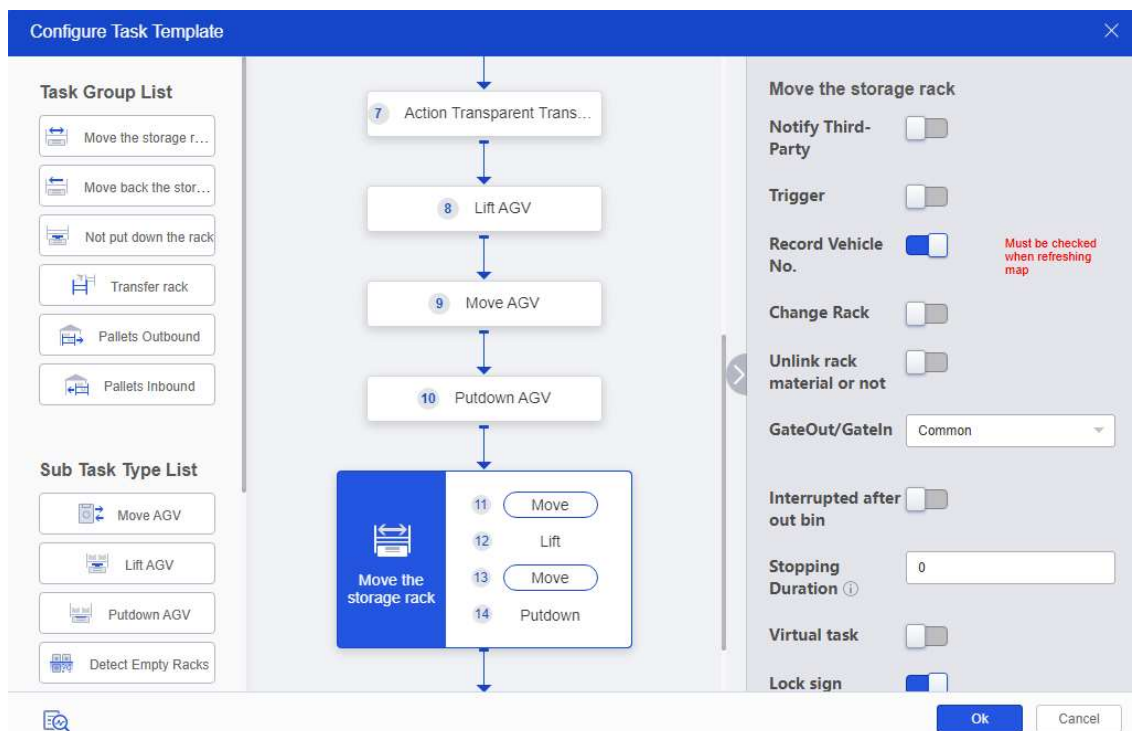 Configure Task Template
Task Group List
Move the storage r...
Move back the stor...
Not put down the rack
Transfer rack
Pallets Outbound
Pallets Inbound
Sub Task Type List
Move AGV
Lift AGV
Putdown AGV
Detect Empty Racks
7 Action Transparent Trans...
8 Lift AGV
9 Move AGV
10 Putdown AGV
Move the
storage rack
11 Move
12 Lift
13 Move
14 Putdown
Move the storage rack
Notify Third-
Party
Trigger
Record Vehicle
No.
Must be checked
when refreshing
map
Change Rack
Unlink rack
material or not
GateOut/GateIn Common
Interrupted after
out bin
Stopping
Duration
0
Virtual task
Lock sign
Ok
Cancel